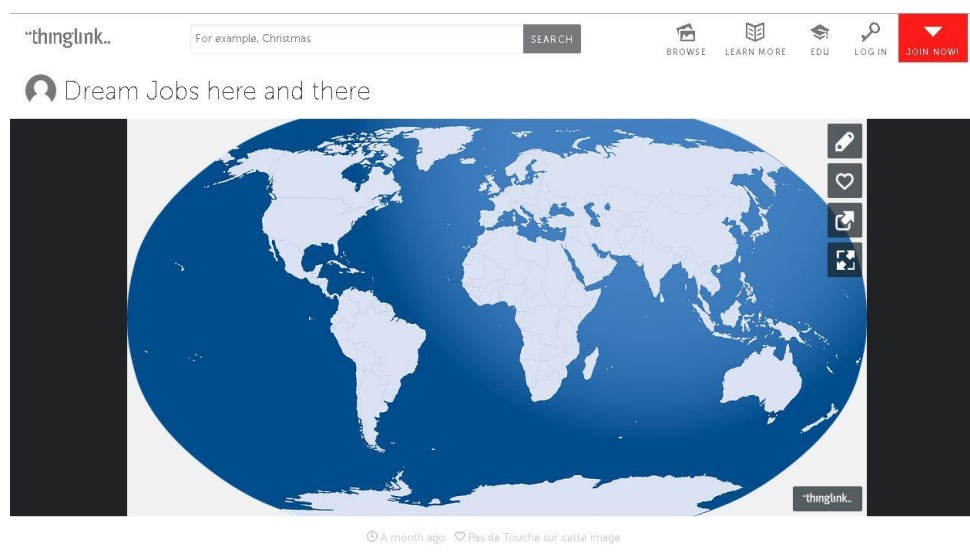 thinglink..
For example, Christmas
SEARCH
BROWSE
LEARN MORE
EDU
LOG IN
JOIN NOW!
Dream Jobs here and there
thinglink..
A month ago Pas de Touche sur cette image